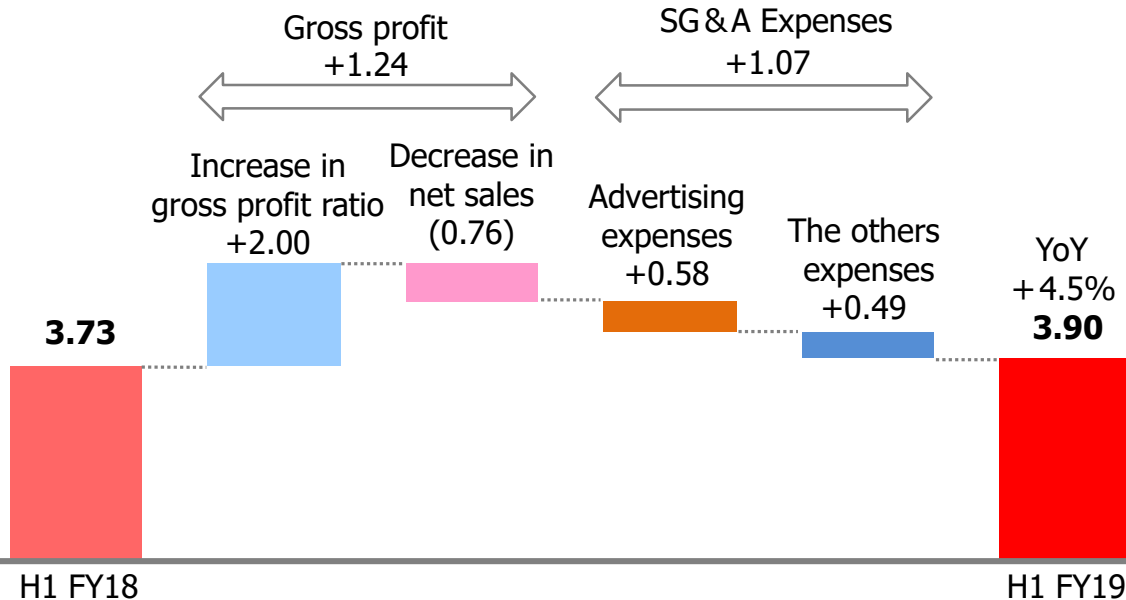 Gross profit
+1.24
SG&A Expenses
+1.07
Increase in
gross profit ratio
+2.00
Decrease in
net sales
(0.76)
Advertising
expenses
+0.58
The others
expenses
+0.49
YoY
+4.5%
3.90
3.73
H1 FY18
H1 FY19